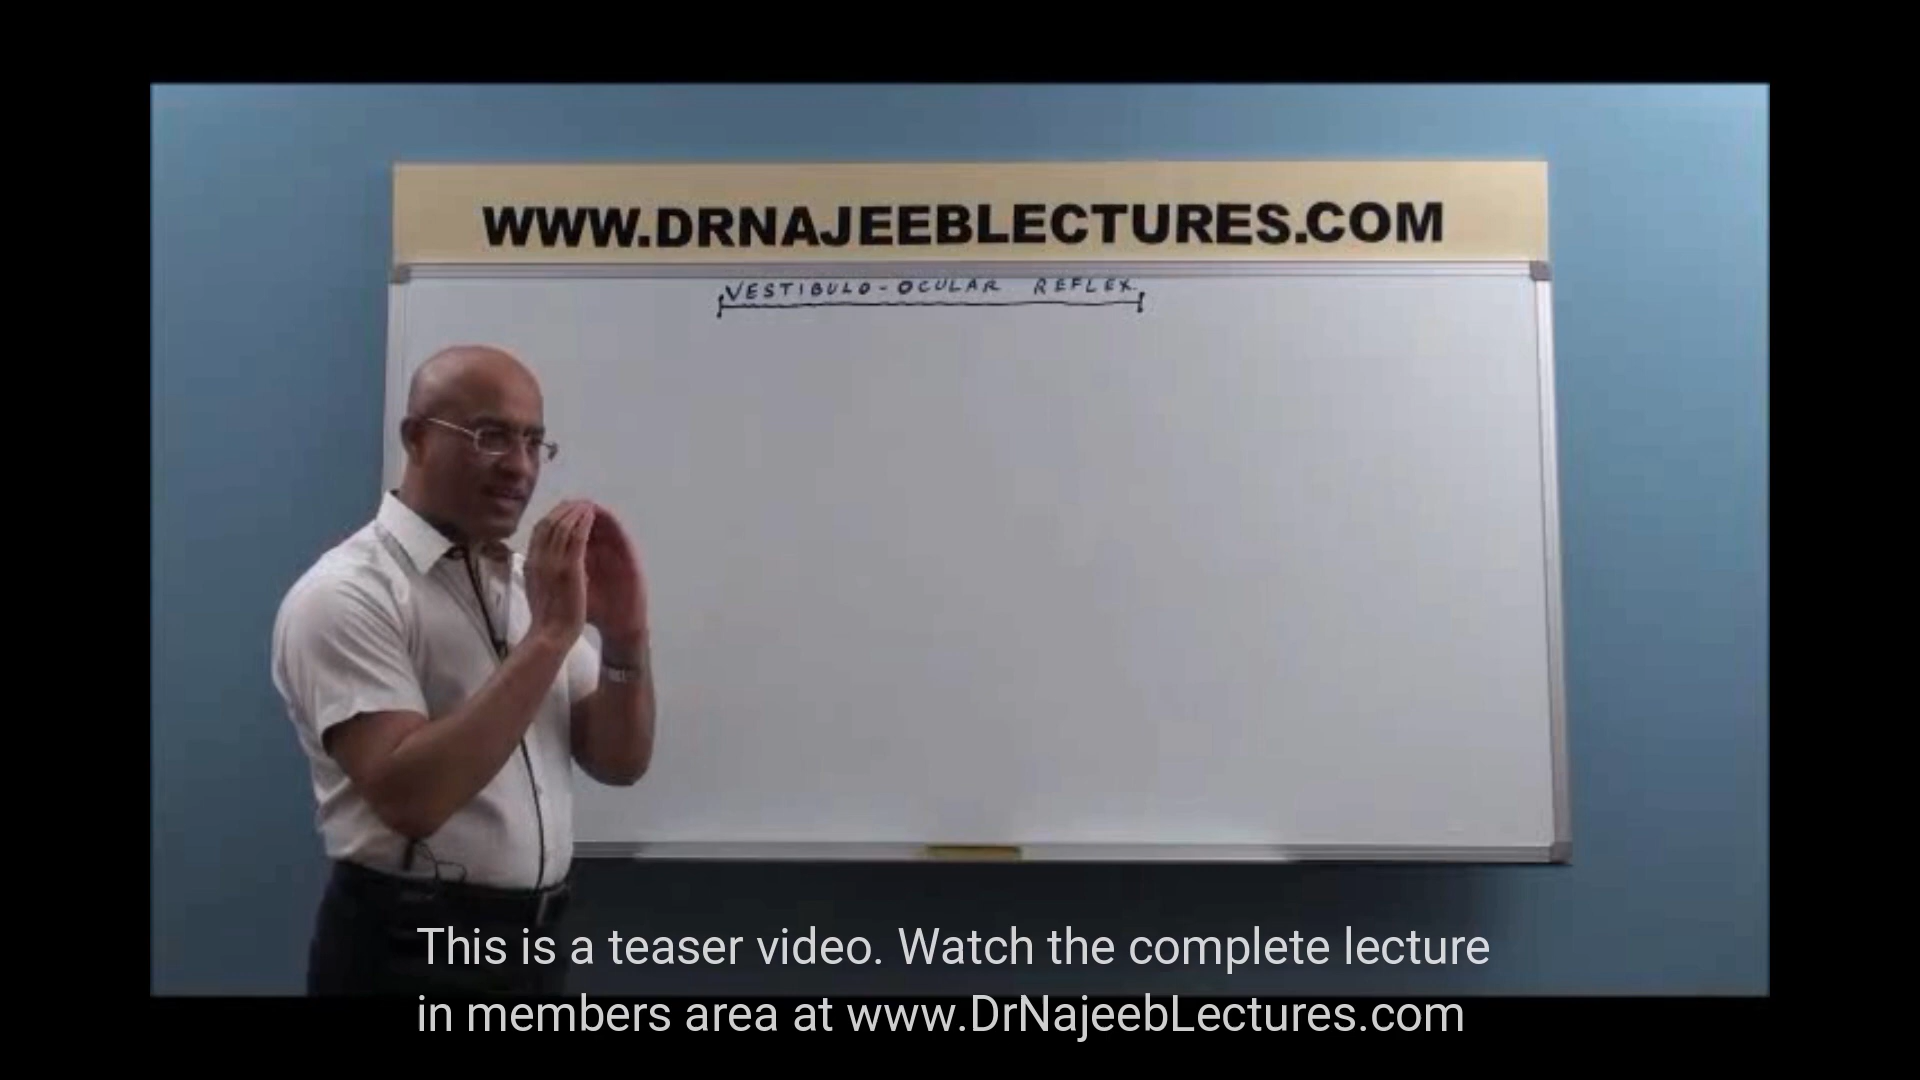 WWW.DRNAJEEBLECTURES.COM
VESTIBULO-OCULAR REFLEX
This is a teaser video. Watch the complete lecture
in members area at www.DrNajeebLectures.com